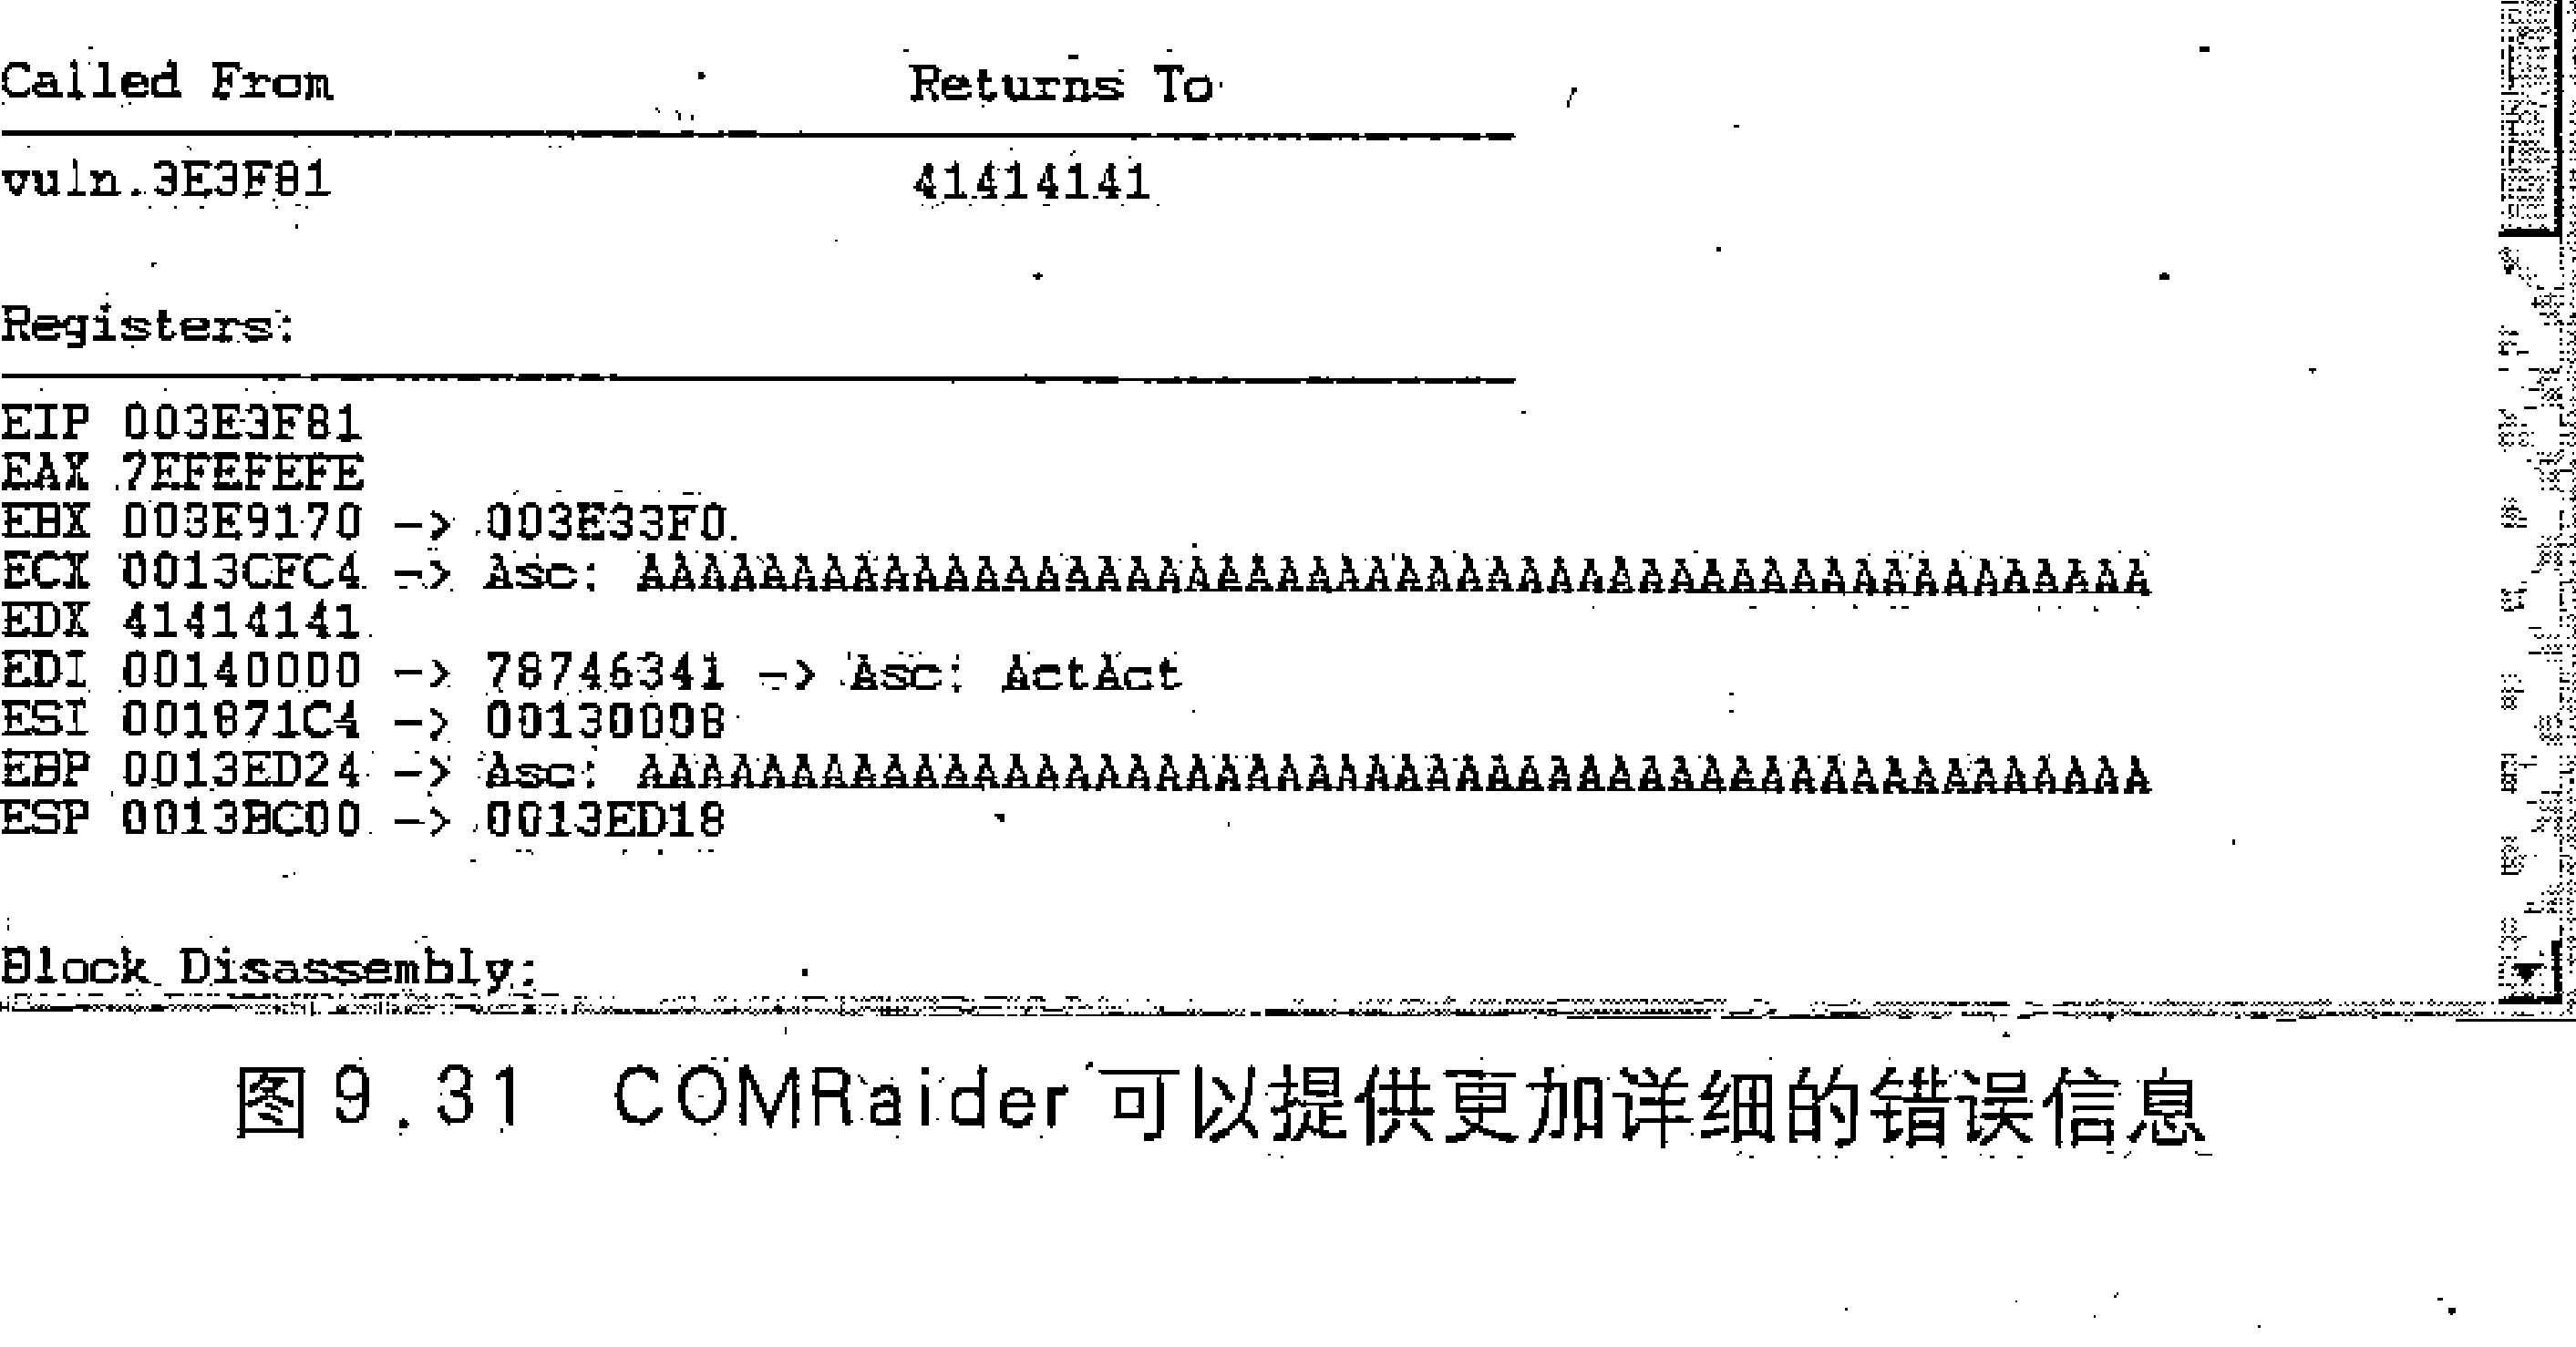 Called From Returns To
vuln.3E3F81 41414141
Registers:
EIP 003E3F81
EAX 7EFEFEFE
EBX 003E9170 -> 003E33F0
ECX 0013CFC4 -> Asc: AAAAAAAAAAAAAAAAAAAAAAAAAAAAAAAAAAAAAAAAAAAAAAAAAA
EDX 41414141
EDI 00140000 -> 78746341 -> Asc: ActAct
ESI 001871C4 -> 00130008
EBP 0013ED24 -> Asc: AAAAAAAAAAAAAAAAAAAAAAAAAAAAAAAAAAAAAAAAAAAAAAAAAA
ESP 0013BC00 -> 0013ED18
Block Disassembly:
图9.31 COMRaider可以提供更加详细的错误信息